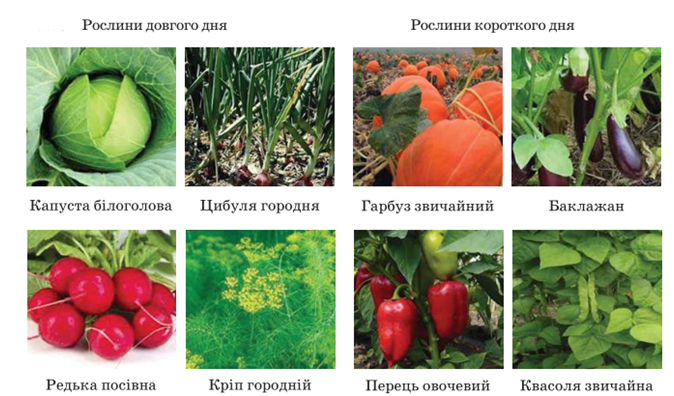 Рослини довгого дня
Рослини короткого дня
Капуста білоголова
Цибуля городня
Гарбуз звичайний
Баклажан
Редька посівна
Кріп городній
Перець овочевий
Квасоля звичайна